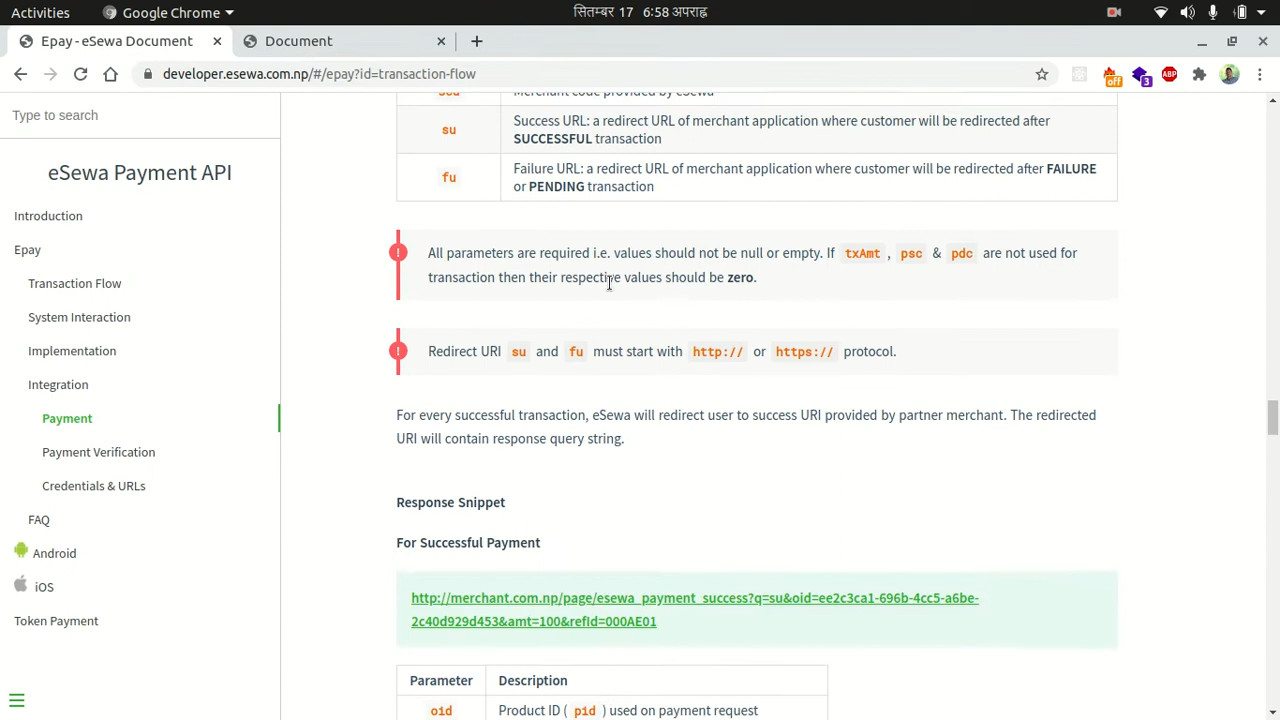 Activities
Google Chrome
सितम्बर 17 6:58 अपराह्न
Epay - eSewa Document
Document
developer.esewa.com.np/#/epay?id=transaction-flow
off
3
ABP
Type to search
eSewa Payment API
Introduction
Epay
Transaction Flow
System Interaction
Implementation
Integration
Payment
Payment Verification
Credentials & URLs
FAQ
Android
iOS
Token Payment
scd Merchant code provided by eSewa
su Success URL: a redirect URL of merchant application where customer will be redirected after
SUCCESSFUL transaction
fu Failure URL: a redirect URL of merchant application where customer will be redirected after FAILURE
or PENDING transaction
! All parameters are required i.e. values should not be null or empty. If txAmt , psc & pdc are not used for
transaction then their respective values should be zero.
! Redirect URI su and fu must start with http:// or https:// protocol.
For every successful transaction, eSewa will redirect user to success URI provided by partner merchant. The redirected
URI will contain response query string.
Response Snippet
For Successful Payment
http://merchant.com.np/page/esewa_payment_success?q=su&oid=ee2c3ca1-696b-4cc5-a6be-
2c40d929d453&amt=100&refId=000AE01
Parameter Description
oid Product ID ( pid ) used on payment request